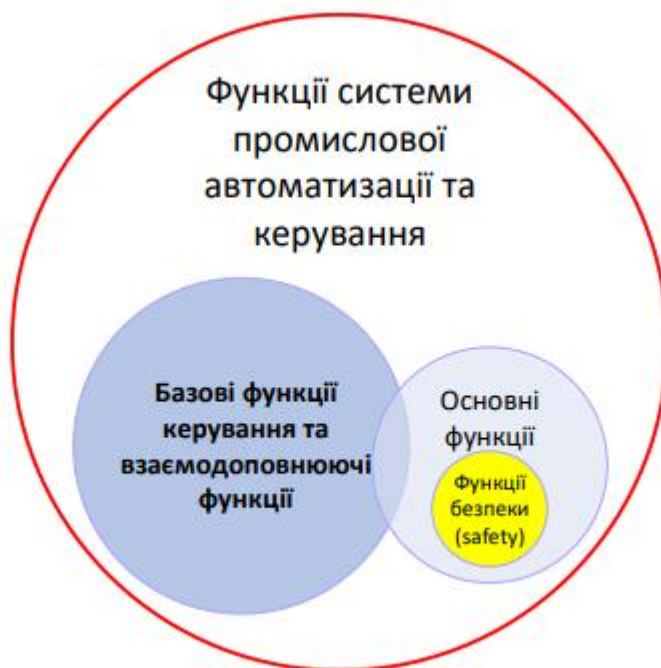 Функції системи
промислової
автоматизації та
керування
Базові функції
керування та
взаємодоповнюючі
функції
Основні
функції
Функції
безпеки
(safety)